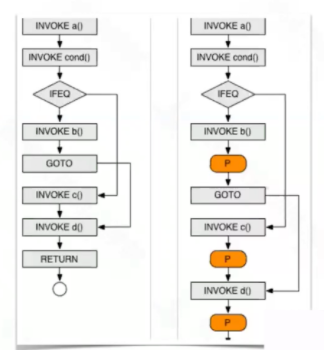 INVOKE a()
INVOKE cond()
IFEQ
INVOKE b()
GOTO
INVOKE c()
INVOKE d()
RETURN
INVOKE a()
INVOKE cond()
IFEQ
INVOKE b()
P
GOTO
INVOKE c()
P
INVOKE d()
P